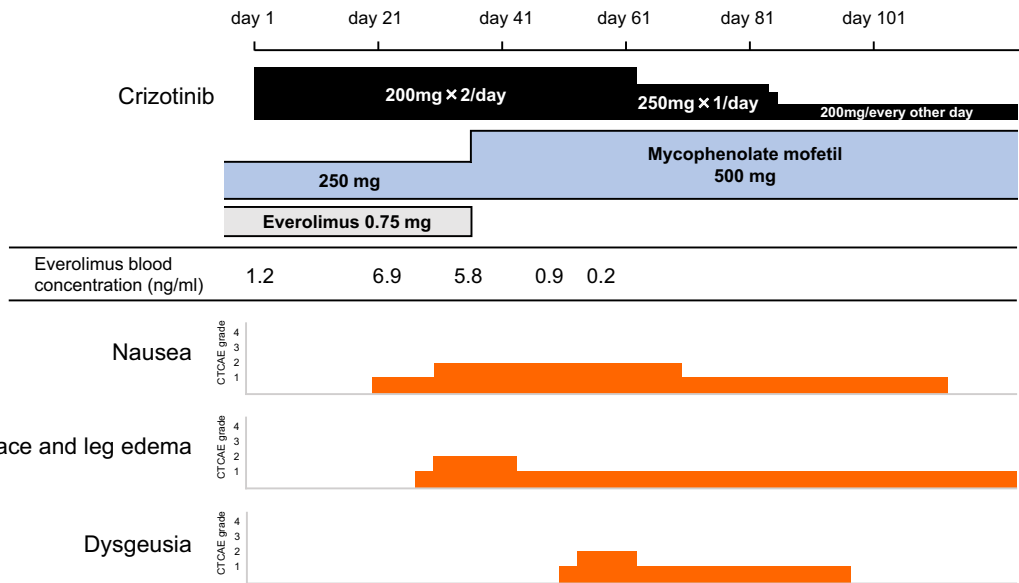 day 1 day 21 day 41 day 61 day 81 day 101
Crizotinib
200mg×2/day
250mg×1/day
200mg/every other day
Mycophenolate mofetil
500 mg
250 mg
Everolimus 0.75 mg
Everolimus blood
concentration (ng/ml)
1.2 6.9 5.8 0.9 0.2
Nausea
CTCAE grade
4
3
2
1
ace and leg edema
CTCAE grade
4
3
2
1
Dysgeusia
CTCAE grade
4
3
2
1